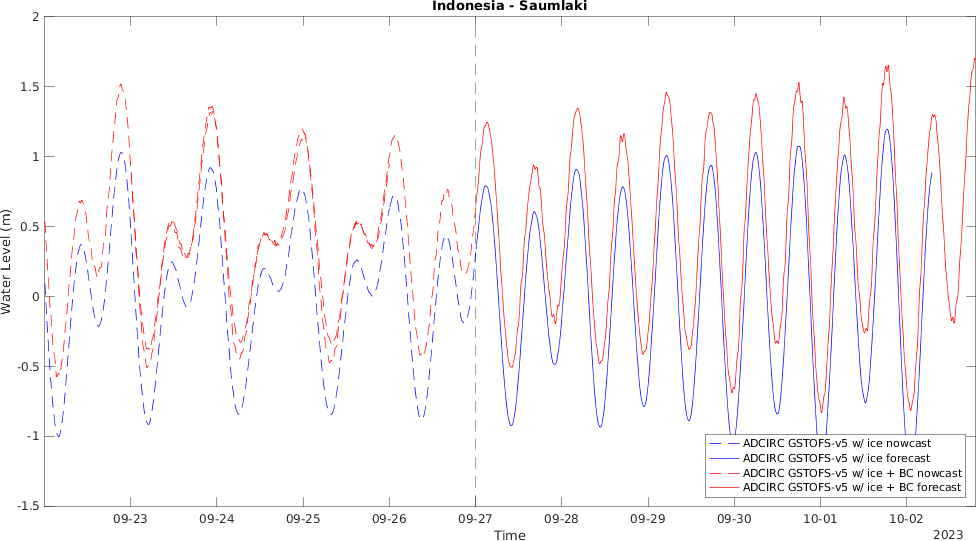 Indonesia - Saumlaki
2
1.5
1
0.5
0
-0.5
-1
-1.5
Water Level (m)
ADCIRC GSTOFS-v5 w/ ice nowcast
ADCIRC GSTOFS-v5 w/ ice forecast
ADCIRC GSTOFS-v5 w/ ice + BC nowcast
ADCIRC GSTOFS-v5 w/ ice + BC forecast
09-23 09-24 09-25 09-26 09-27 09-28 09-29 09-30 10-01 10-02
Time
2023